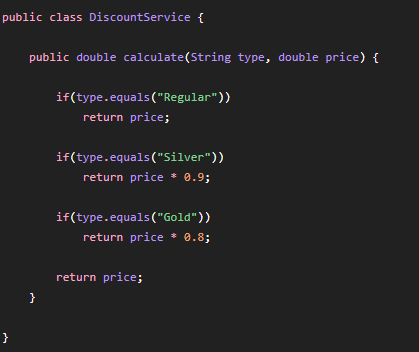 public class DiscountService {
public double calculate(String type, double price) {
if(type.equals("Regular"))
return price;
if(type.equals("Silver"))
return price * 0.9;
if(type.equals("Gold"))
return price * 0.8;
return price;
}
}